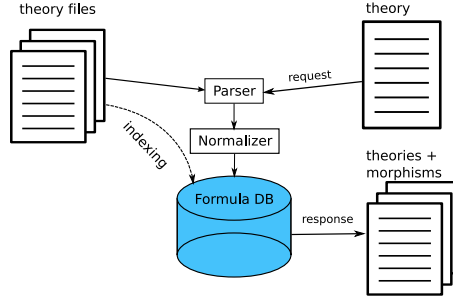 theory files
theory
request
Parser
indexing
Normalizer
theories +
morphisms
Formula DB
response